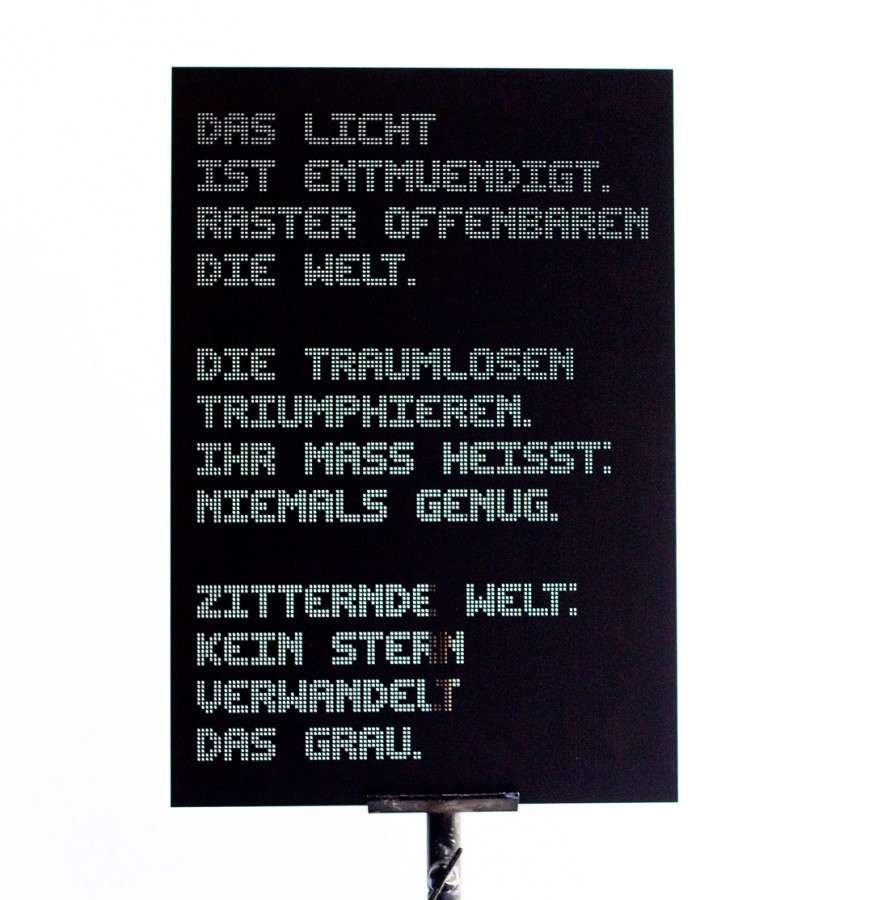 DAS LICHT
IST ENTMUENDIGT.
RASTER OFFENBAREN
DIE WELT.
DIE TRAUMLOSEN
TRIUMPHIEREN.
IHR MASS HEISST:
NIEMALS GENUG.
ZITTERNDE WELT:
KEIN STERN
VERWANDELT
DAS GRAU.